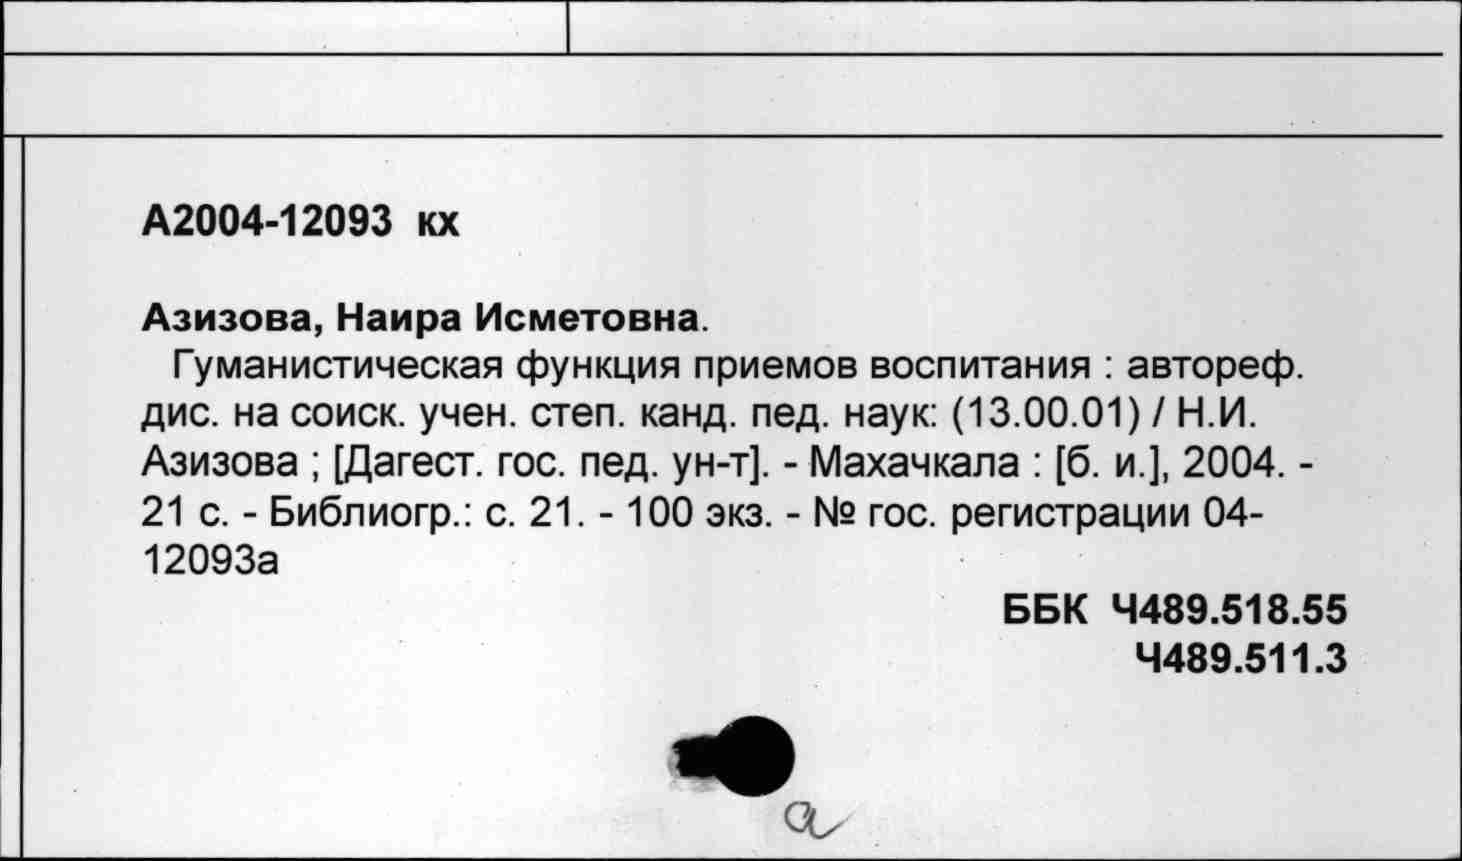 А2004-12093 кх
Азизова, Наира Исметовна.
Гуманистическая функция приемов воспитания : автореф.
дис. на соиск. учен. степ. канд. пед. наук: (13.00.01) / Н.И.
Азизова ; [Дагест. гос. пед. ун-т]. - Махачкала : [б. и.], 2004. -
21 с. - Библиогр.: с. 21. - 100 экз. - № гос. регистрации 04-
12093а
ББК Ч489.518.55
Ч489.511.3
а